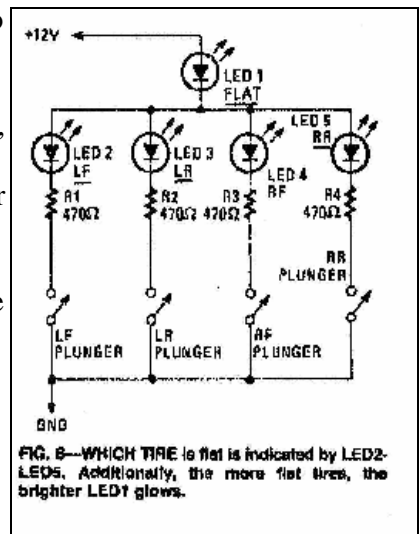 +12V
LED 1
FLAT
LED 5
RR
LED 2
LF
LED 3
LR
LED 4
RF
R1
470Ω
R2
470Ω
R3
470Ω
R4
470Ω
RR
PLUNGER
LF
PLUNGER
LR
PLUNGER
RF
PLUNGER
GND
FIG. 6—WHICH TIRE is flat is indicated by LED2-
LED5. Additionally, the more flat tires, the
brighter LED1 glows.